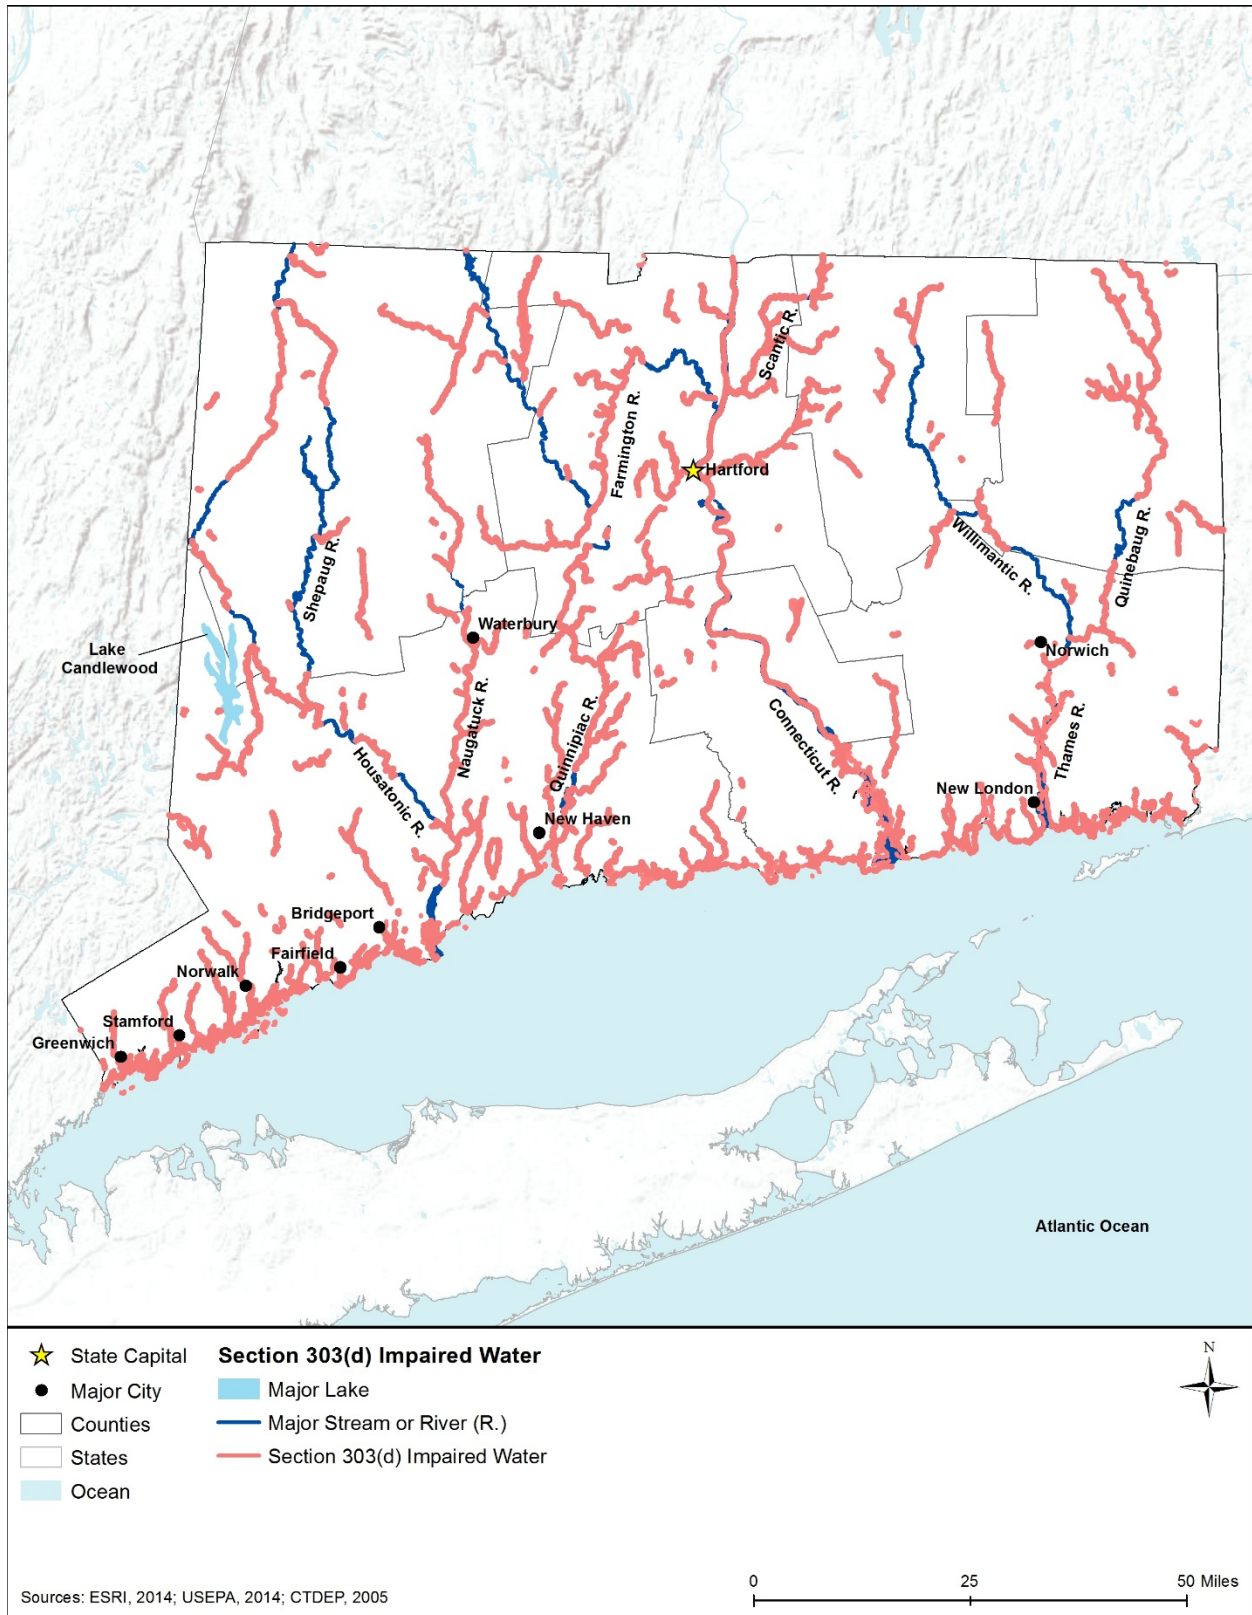 Scantic R.
Farmington R.
Hartford
Shepaug R.
Willimantic R.
Quinebaug R.
Waterbury
Lake
Candlewood
Norwich
Naugatuck R.
Quinnipiac R.
Connecticut R.
Thames R.
Housatonic R.
New London
New Haven
Bridgeport
Fairfield
Norwalk
Stamford
Greenwich
Atlantic Ocean
State Capital
Major City
Counties
States
Ocean
Section 303(d) Impaired Water
Major Lake
Major Stream or River (R.)
Section 303(d) Impaired Water
N
Sources: ESRI, 2014; USEPA, 2014; CTDEP, 2005
0 25 50 Miles